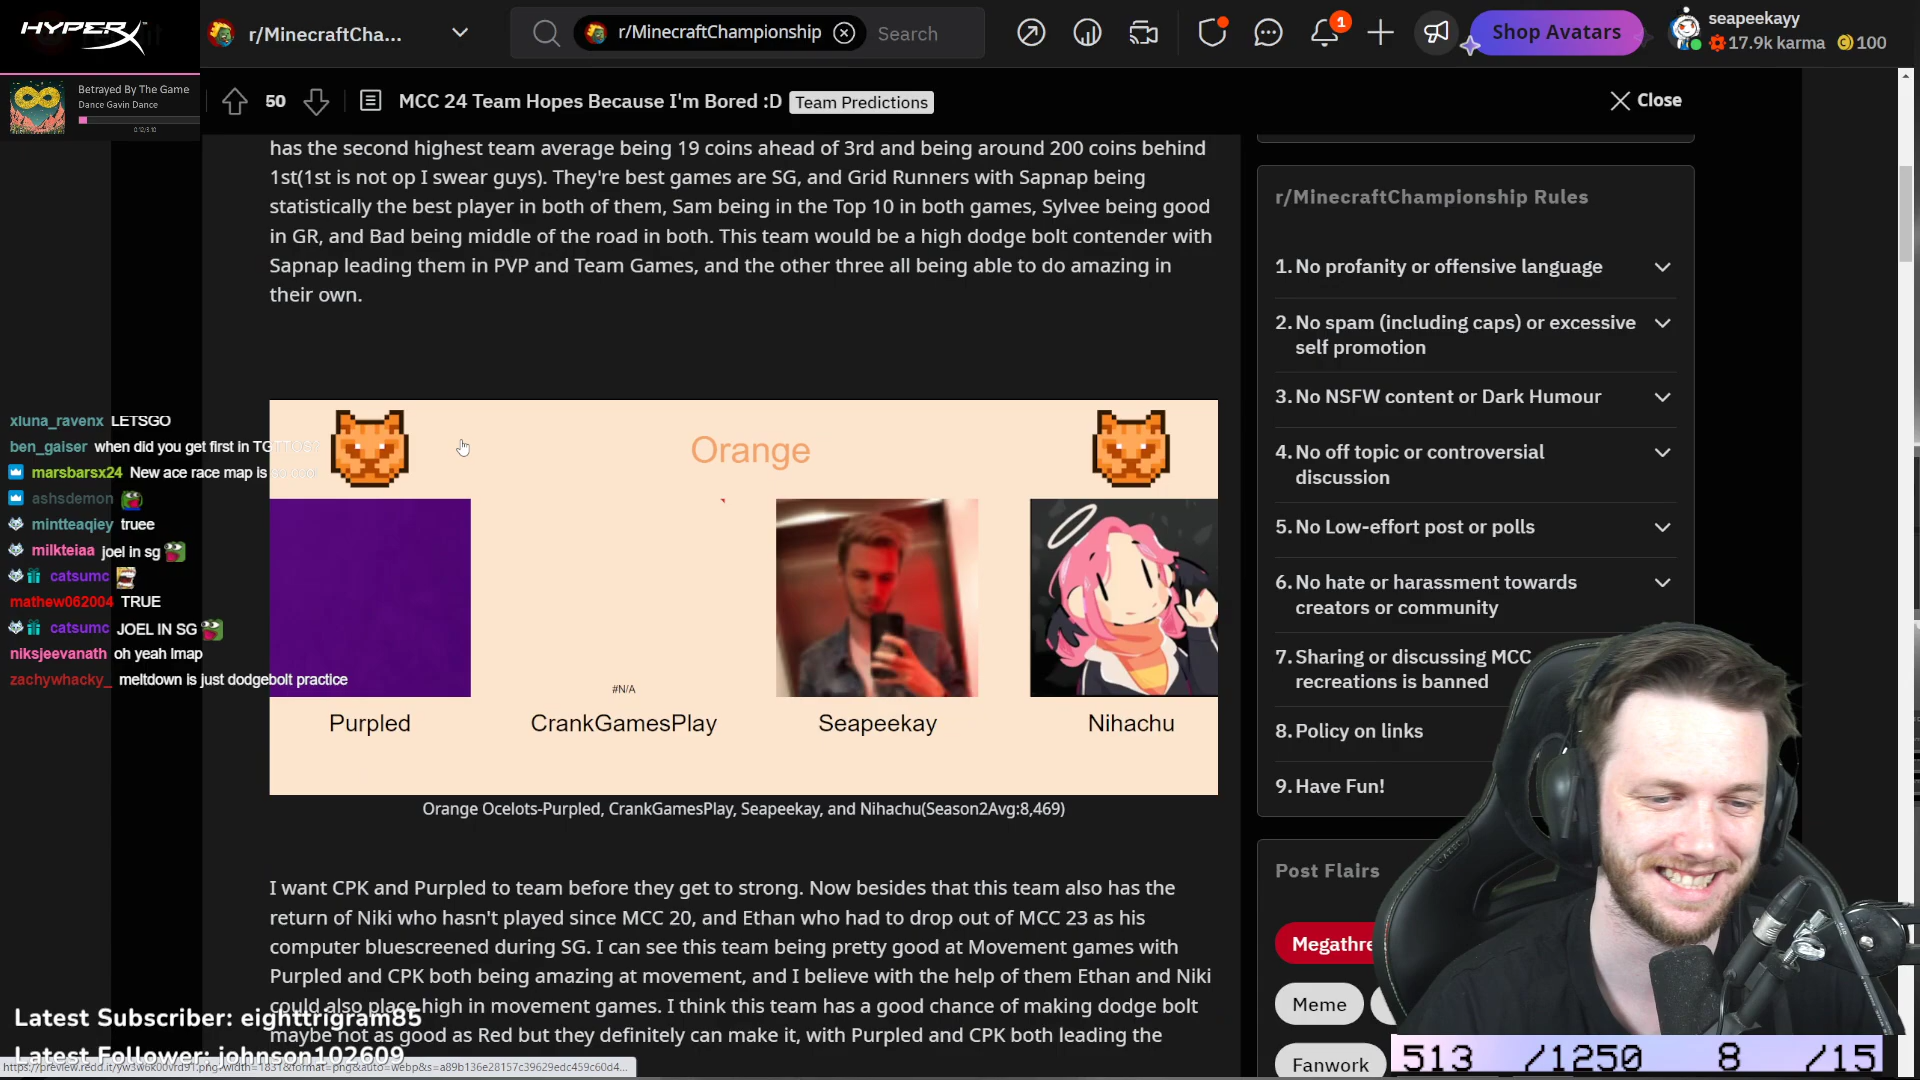 HYPERX
r/MinecraftCha...
r/MinecraftChampionship
Search
1
Shop Avatars
seapeekayy
17.9k karma
100
Betrayed By The Game
Dance Gavin Dance
50
MCC 24 Team Hopes Because I'm Bored :D
Team Predictions
Close
has the second highest team average being 19 coins ahead of 3rd and being around 200 coins behind
1st(1st is not op I swear guys). They're best games are SG, and Grid Runners with Sapnap being
statistically the best player in both of them, Sam being in the Top 10 in both games, Sylvee being good
in GR, and Bad being middle of the road in both. This team would be a high dodge bolt contender with
Sapnap leading them in PVP and Team Games, and the other three all being able to do amazing in
their own.
Orange
#N/A
Purpled
CrankGamesPlay
Seapeekay
Nihachu
Orange Ocelots-Purpled, CrankGamesPlay, Seapeekay, and Nihachu(Season2Avg:8,469)
I want CPK and Purpled to team before they get to strong. Now besides that this team also has the
return of Niki who hasn't played since MCC 20, and Ethan who had to drop out of MCC 23 as his
computer bluescreened during SG. I can see this team being pretty good at Movement games with
Purpled and CPK both being amazing at movement, and I believe with the help of them Ethan and Niki
could also place high in movement games. I think this team has a good chance of making dodge bolt
maybe not as good as Red but they definitely can make it, with Purpled and CPK both leading the
xluna_ravenx LETSGO
ben_gaiser when did you get first in
marsbarsx24 New ace race map is
ashsdemon
mintteaqiey truee
milkteiaa joel in sg
catsumc
mathew062004 TRUE
catsumc JOEL IN SG
niksjeevanath oh yeah lmap
zachywhacky_ meltdown is just dodgebolt practice
r/MinecraftChampionship Rules
1. No profanity or offensive language
2. No spam (including caps) or excessive
self promotion
3. No NSFW content or Dark Humour
4. No off topic or controversial
discussion
5. No Low-effort post or polls
6. No hate or harassment towards
creators or community
7. Sharing or discussing MCC
recreations is banned
8. Policy on links
9. Have Fun!
Post Flairs
Megathre
Meme
Fanwork
Latest Subscriber: eighttrigram85
Latest Follower: johnson102609
513 /1250 8 /15